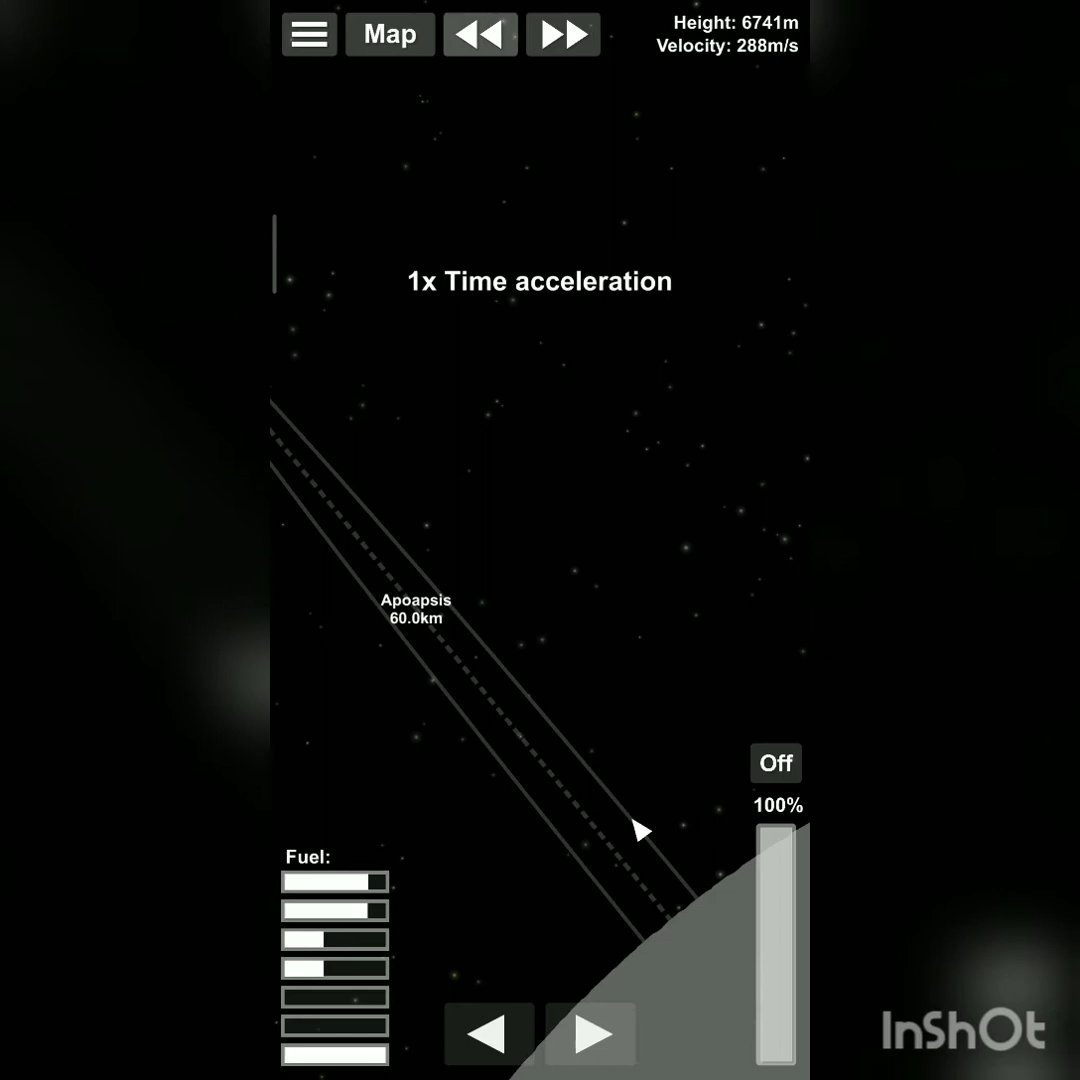 Map
Height: 6741m
Velocity: 288m/s
1x Time acceleration
Apoapsis
60.0km
Off
100%
Fuel:
InShOt